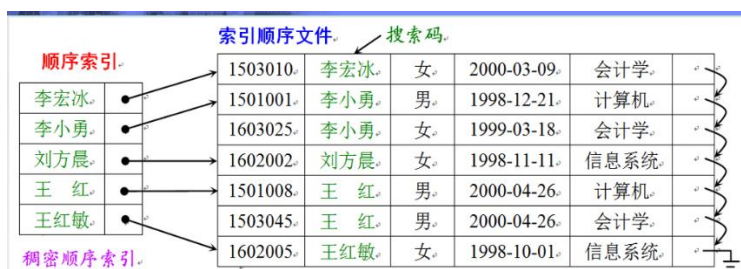 索引顺序文件 搜索码
顺序索引
李宏冰
李小勇
刘方晨
王 红
王红敏
稠密顺序索引
1503010 李宏冰 女 2000-03-09 会计学
1501001 李小勇 男 1998-12-21 计算机
1603025 李小勇 女 1999-03-18 会计学
1602002 刘方晨 女 1998-11-11 信息系统
1501008 王 红 男 2000-04-26 计算机
1503045 王 红 男 2000-04-26 会计学
1602005 王红敏 女 1998-10-01 信息系统